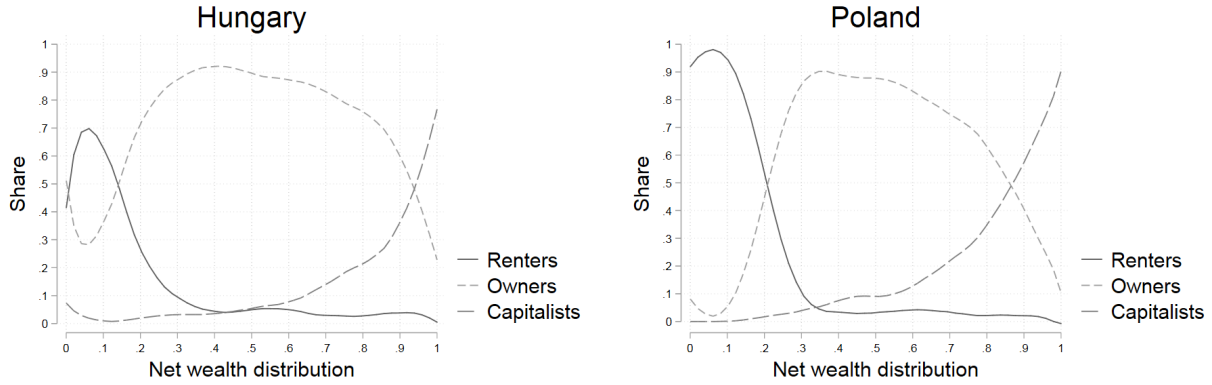 Hungary
1
.9
.8
.7
.6
.5
.4
.3
.2
.1
0
Share
0 .1 .2 .3 .4 .5 .6 .7 .8 .9 1
Net wealth distribution
Renters
Owners
Capitalists
Poland
1
.9
.8
.7
.6
.5
.4
.3
.2
.1
0
Share
0 .1 .2 .3 .4 .5 .6 .7 .8 .9 1
Net wealth distribution
Renters
Owners
Capitalists